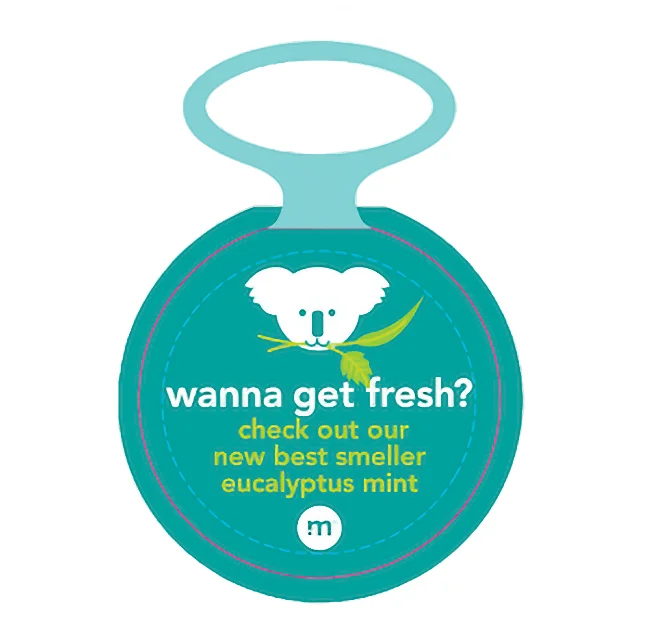 wanna get fresh?
check out our
new best smeller
eucalyptus mint
m